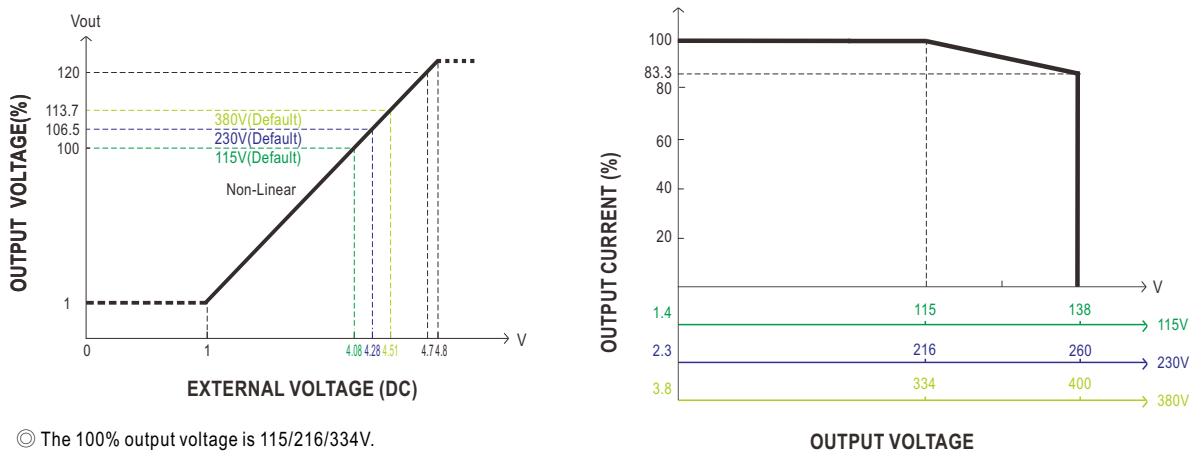 Vout
OUTPUT VOLTAGE(%)
120
113.7
106.5
100
1
380V(Default)
230V(Default)
115V(Default)
Non-Linear
0 1 4.08 4.28 4.51 4.7 4.8 V
EXTERNAL VOLTAGE (DC)
◎ The 100% output voltage is 115/216/334V.
OUTPUT CURRENT (%)
100
83.3
80
60
40
20
V
1.4 115 138 115V
2.3 216 260 230V
3.8 334 400 380V
OUTPUT VOLTAGE